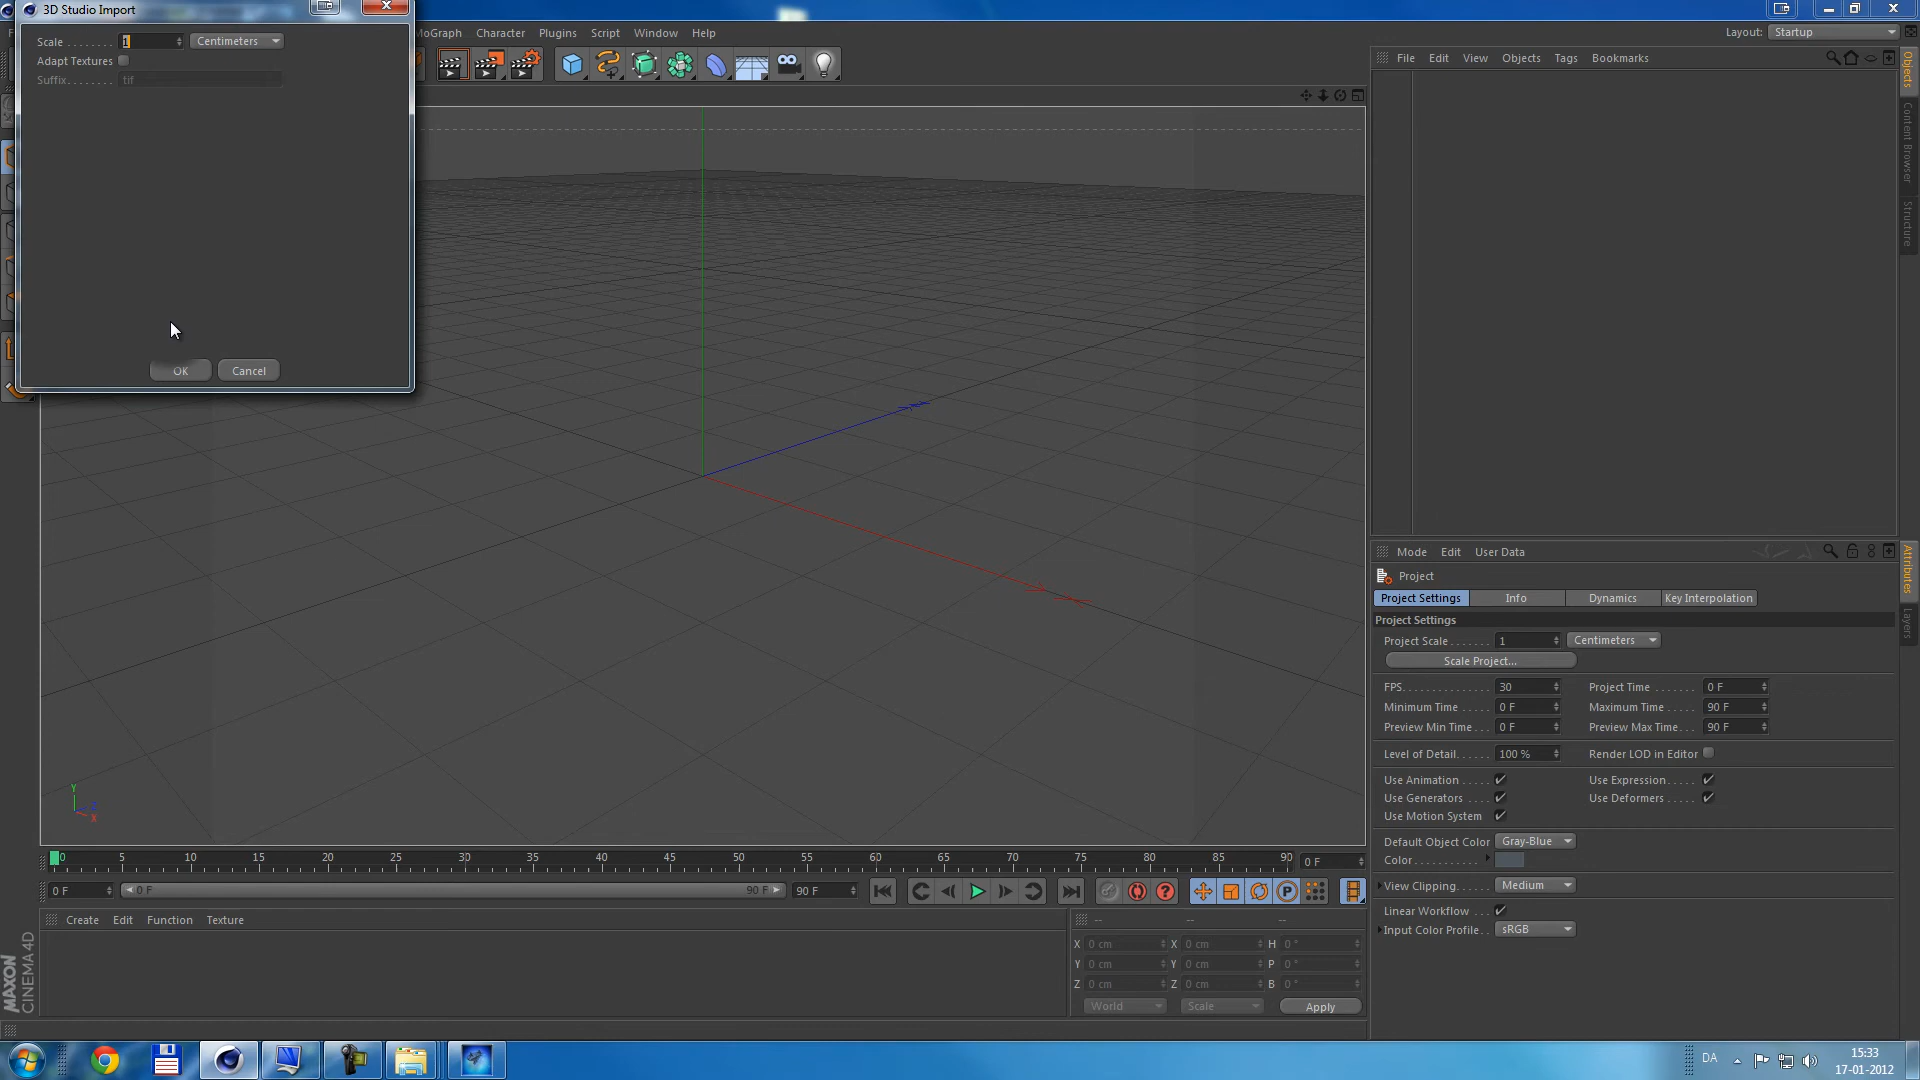 3D Studio Import
Scale . . . . . . . . 1 Centimeters
Adapt Textures
Suffix. . . . . . . . tif
OK Cancel
MoGraph Character Plugins Script Window Help
Layout: Startup
File Edit View Objects Tags Bookmarks
Objects
Content Browser
Structure
Mode Edit User Data
Attributes
Layers
Project
Project Settings Info Dynamics Key Interpolation
Project Settings
Project Scale . . . . . . 1 Centimeters
Scale Project...
FPS. . . . . . . . . . . . . . 30 Project Time . . . . . . . 0 F
Minimum Time . . . . . 0 F Maximum Time . . . . . 90 F
Preview Min Time . . . 0 F Preview Max Time. . . 90 F
Level of Detail. . . . . . 100 % Render LOD in Editor
Use Animation . . . . . Use Expression. . . . .
Use Generators . . . . Use Deformers . . . . .
Use Motion System
Default Object Color Gray-Blue
Color . . . . . . . . . . .
View Clipping. . . . . . Medium
Linear Workflow . . .
Input Color Profile. . sRGB
Y
Z
X
0 5 10 15 20 25 30 35 40 45 50 55 60 65 70 75 80 85 90 0 F
0 F 0 F 90 F 90 F
P
Create Edit Function Texture
-- -- --
X 0 cm X 0 cm H 0 °
Y 0 cm Y 0 cm P 0 °
Z 0 cm Z 0 cm B 0 °
World Scale Apply
MAXON
CINEMA 4D
DA
15:33
17-01-2012